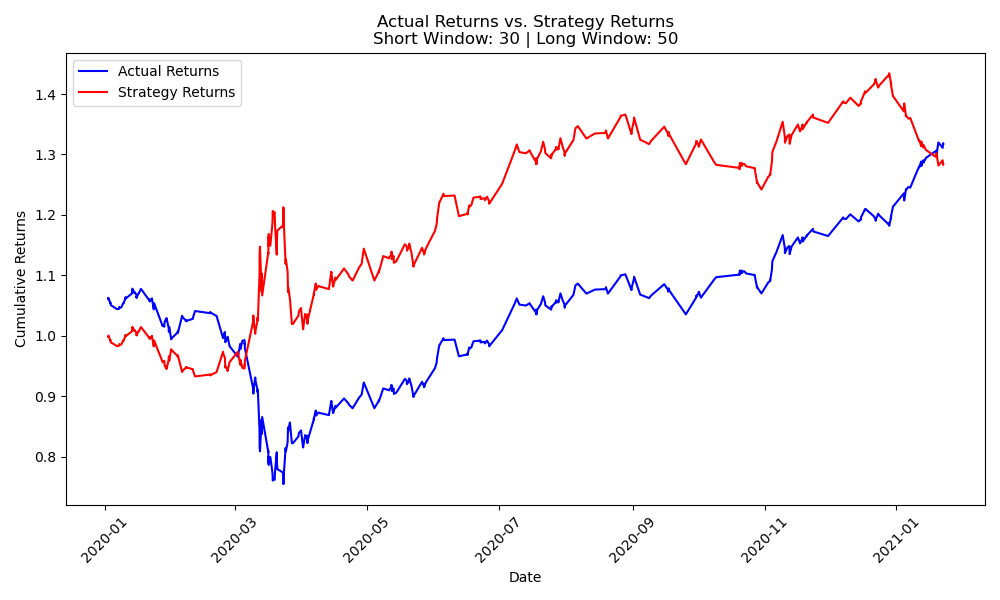 Actual Returns vs. Strategy Returns
Short Window: 30 | Long Window: 50
Actual Returns
Strategy Returns
Cumulative Returns
1.4
1.3
1.2
1.1
1.0
0.9
0.8
2020-01
2020-03
2020-05
2020-07
2020-09
2020-11
2021-01
Date